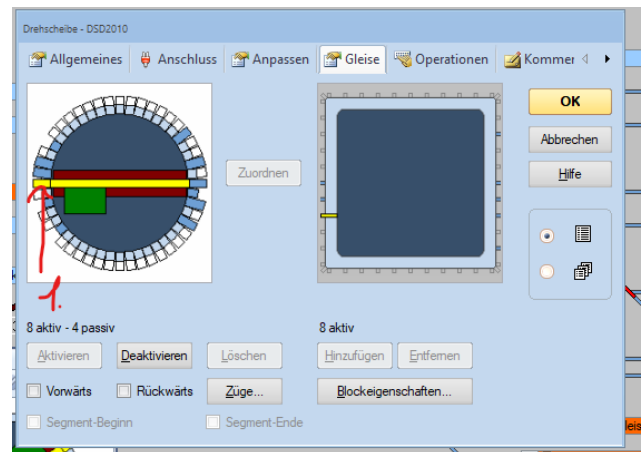 Drehscheibe - DSD2010
Allgemeines Anschluss Anpassen Gleise Operationen Kommer
OK
Abbrechen
Zuordnen
Hilfe
1.
8 aktiv - 4 passiv 8 aktiv
Aktivieren Deaktivieren Löschen Hinzufügen Entfernen
Vorwärts Rückwärts Züge... Blockeigenschaften...
Segment-Beginn Segment-Ende
leis